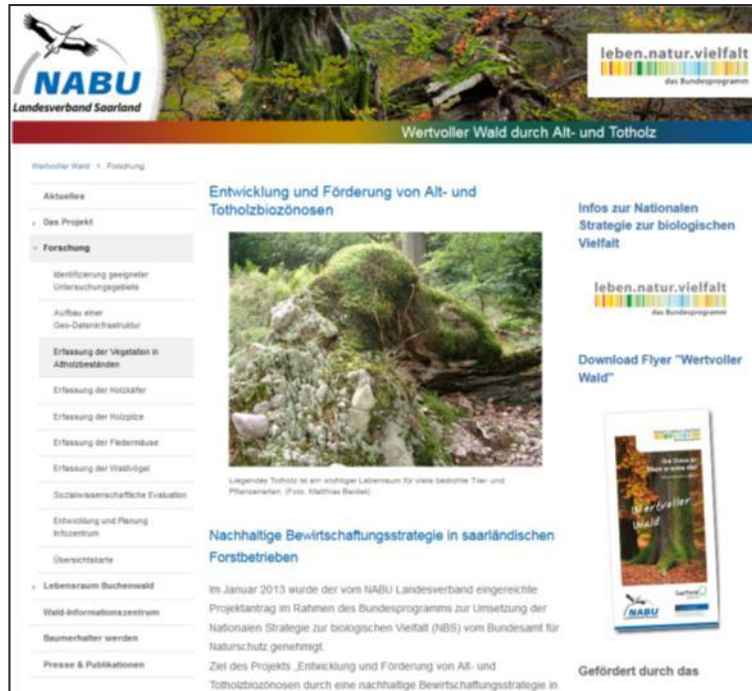 NABU
Landesverband Saarland
leben.natur.vielfalt
das Bundesprogramm
Wertvoller Wald durch Alt- und Totholz
Wertvoller Wald Forschung
Aktuelles
Das Projekt
Forschung
Identifizierung geeigneter
Untersuchungsgebiete
Aufbau einer
Geo-Dateninfrastruktur
Erfassung der Vegetation in
Altholzbeständen
Erfassung der Holzkäfer
Erfassung der Holzpilze
Erfassung der Fledermäuse
Erfassung der Waldvögel
Sozialwissenschaftliche Evaluation
Entwicklung und Planung
Infozentrum
Übersichtskarte
Lebensraum Buchenwald
Wald-Informationszentrum
Baumerhalter werden
Presse & Publikationen
Entwicklung und Förderung von Alt- und
Totholzbiozönosen
Liegendes Totholz ist ein wichtiger Lebensraum für viele bedrohte Tier- und
Pflanzenarten. (Foto: Matthias
Nachhaltige Bewirtschaftungsstrategie in saarländischen
Forstbetrieben
Im Januar 2013 wurde der vom NABU Landesverband eingereichte
Projektantrag im Rahmen des Bundesprogramms zur Umsetzung der
Nationalen Strategie zur biologischen Vielfalt (NBS) vom Bundesamt für
Naturschutz genehmigt.
Ziel des Projekts „Entwicklung und Förderung von Alt- und
Totholzbiozönosen durch eine nachhaltige Bewirtschaftungsstrategie in
Infos zur Nationalen
Strategie zur biologischen
Vielfalt
leben.natur.vielfalt
das Bundesprogramm
Download Flyer "Wertvoller
Wald"
Wertvoller
Wald
NABU
Gefördert durch das